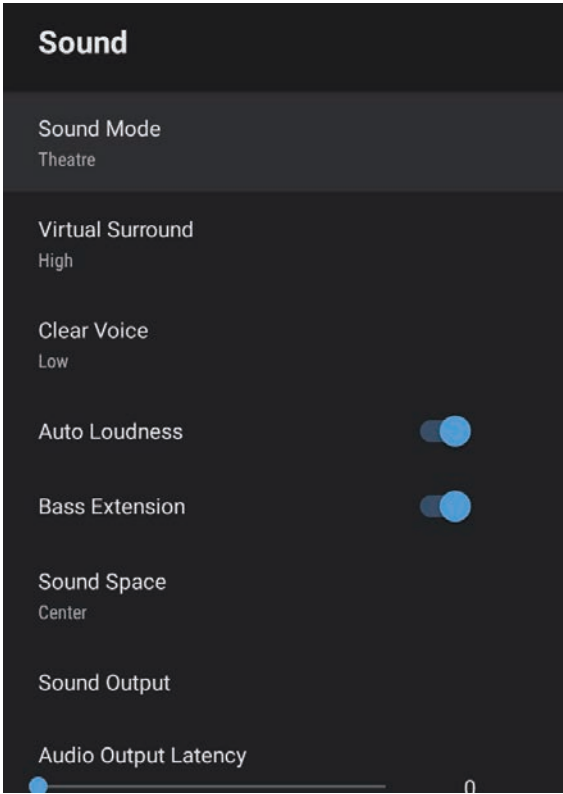 Sound
Sound Mode
Theatre
Virtual Surround
High
Clear Voice
Low
Auto Loudness
Bass Extension
Sound Space
Center
Sound Output
Audio Output Latency
0